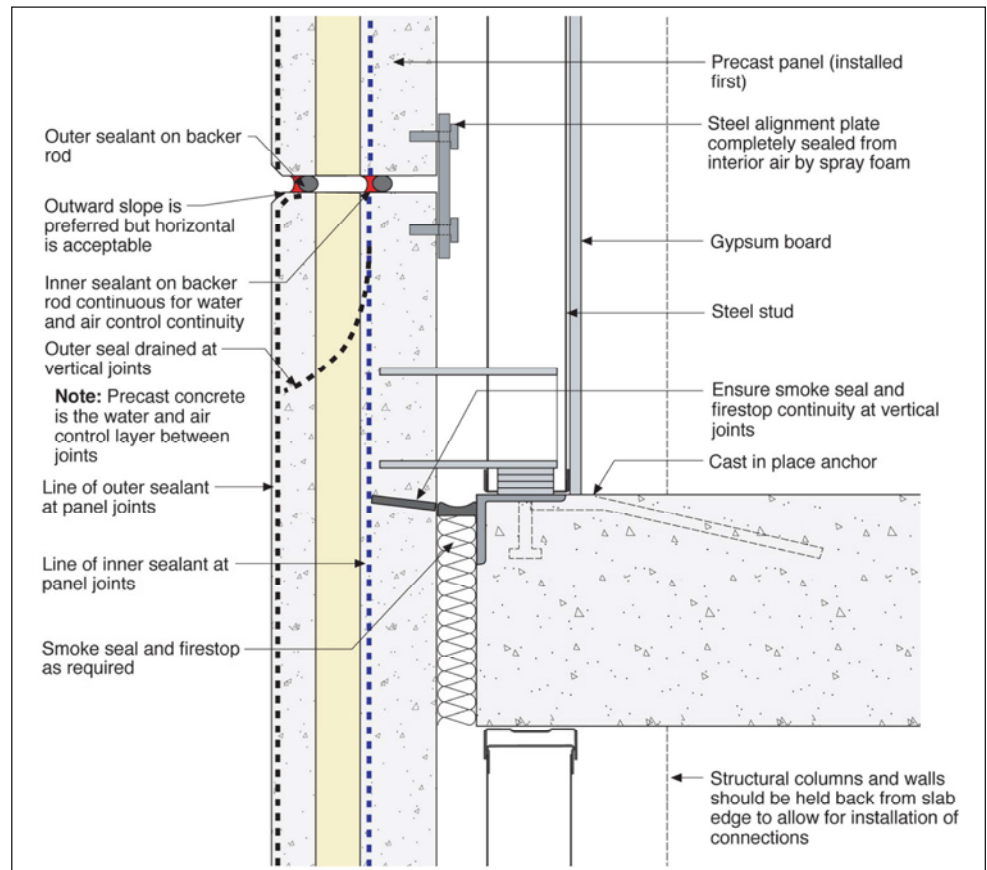 Outer sealant on backer
rod
Outward slope is
preferred but horizontal
is acceptable
Inner sealant on backer
rod continuous for water
and air control continuity
Outer seal drained at
vertical joints
Note: Precast concrete
is the water and air
control layer between
joints
Line of outer sealant
at panel joints
Line of inner sealant at
panel joints
Smoke seal and firestop
as required
Precast panel (installed
first)
Steel alignment plate
completely sealed from
interior air by spray foam
Gypsum board
Steel stud
Ensure smoke seal and
firestop continuity at vertical
joints
Cast in place anchor
Structural columns and walls
should be held back from slab
edge to allow for installation of
connections